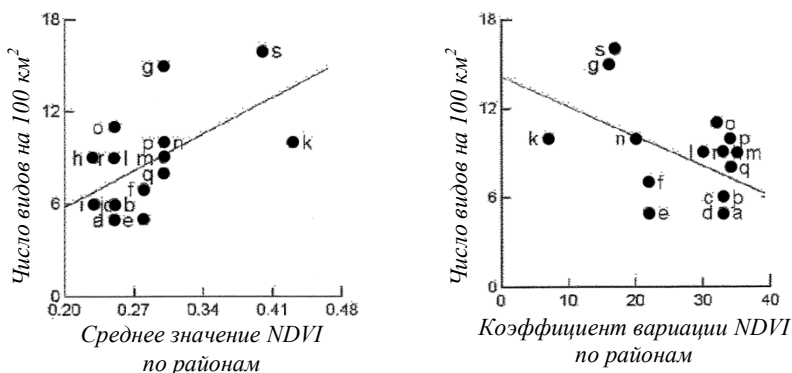 Число видов на 100 км²
18
12
6
0
s
g
o
p n
h r l m k
q
f
i c b
d e
0.20 0.27 0.34 0.41 0.48
Среднее значение NDVI
по районам
Число видов на 100 км²
18
12
6
0
s
g
o
k n p
l r m
q
f
c b
e d a
0 10 20 30 40
Коэффициент вариации NDVI
по районам